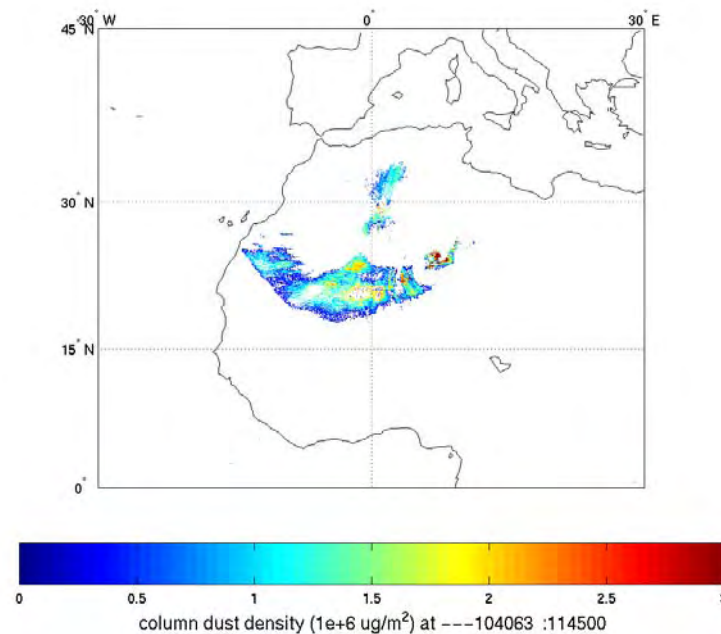 -30° W 0° 30° E
45° N
30° N
15° N
0°
0 0.5 1 1.5 2 2.5 3
column dust density (1e+6 ug/m²) at ---104063 :114500